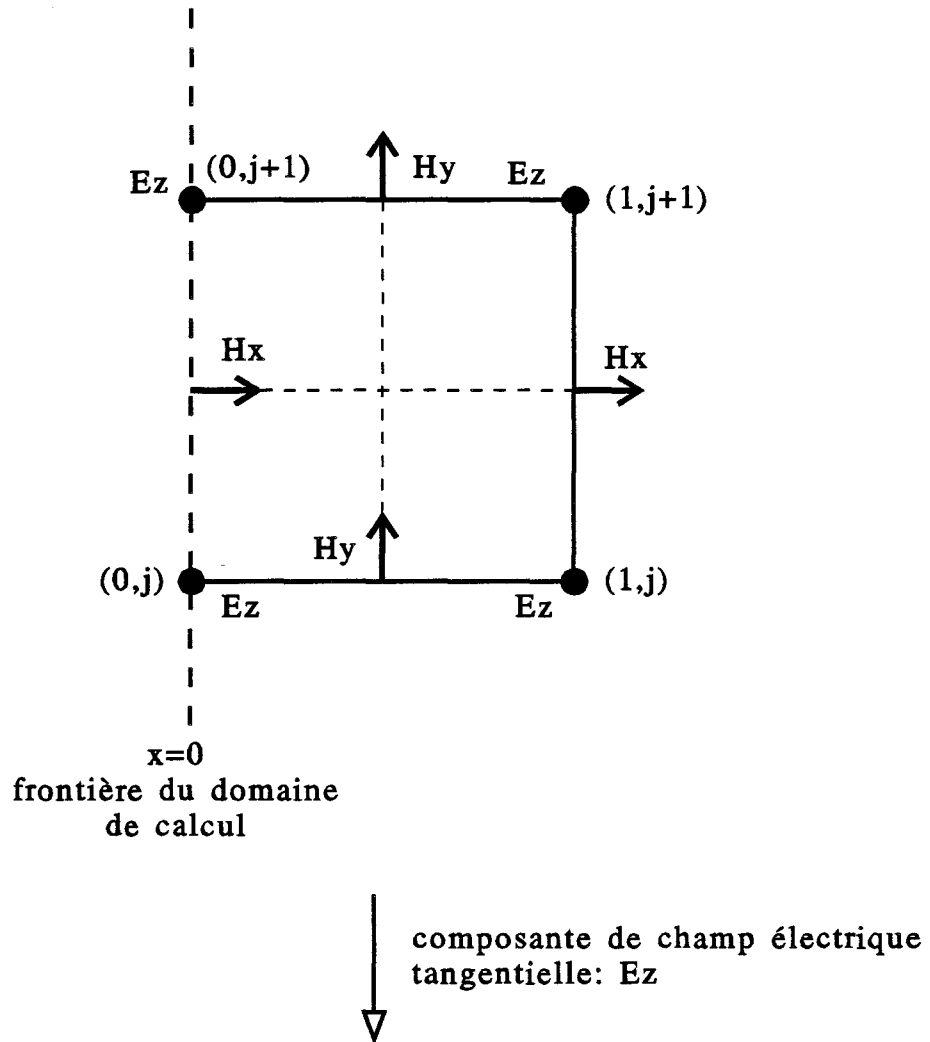 Ez (0,j+1) Hy Ez (1,j+1)
Hx Hx
Hy
(0,j) Ez Ez (1,j)
x=0
frontière du domaine
de calcul
composante de champ électrique
tangentielle: Ez